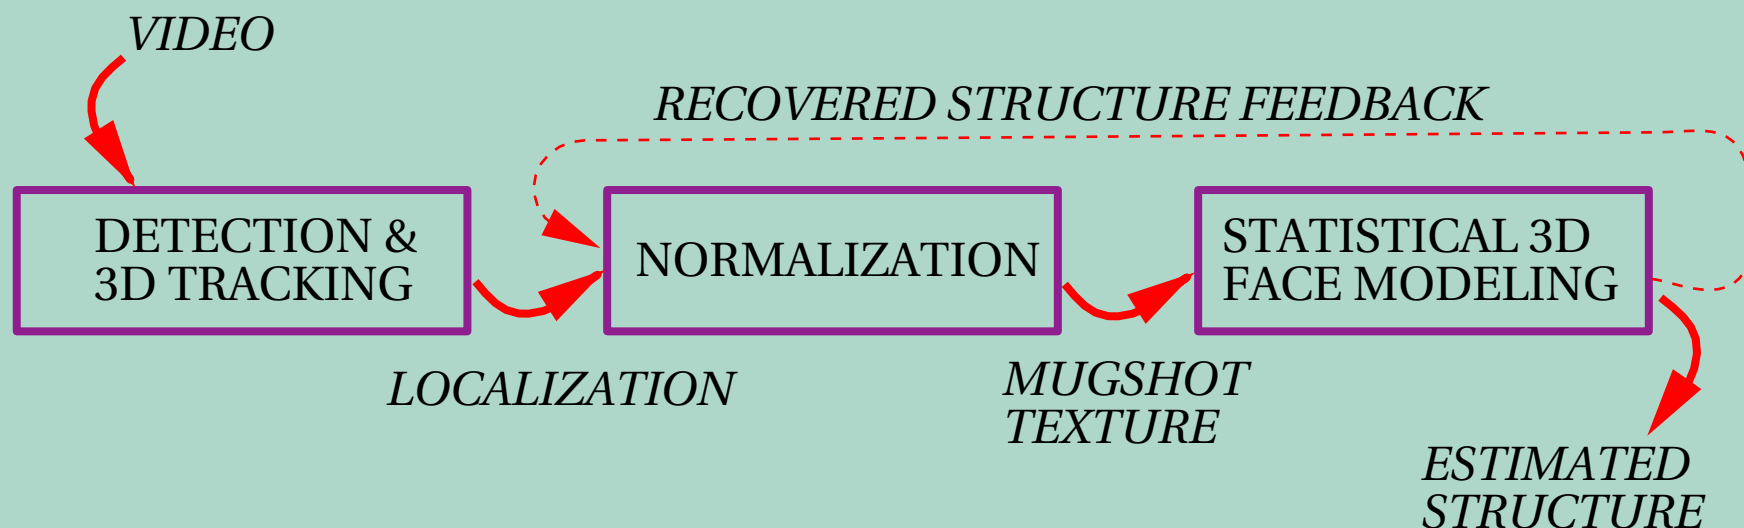 VIDEO
RECOVERED STRUCTURE FEEDBACK
DETECTION &
3D TRACKING
NORMALIZATION
STATISTICAL 3D
FACE MODELING
LOCALIZATION
MUGSHOT
TEXTURE
ESTIMATED
STRUCTURE